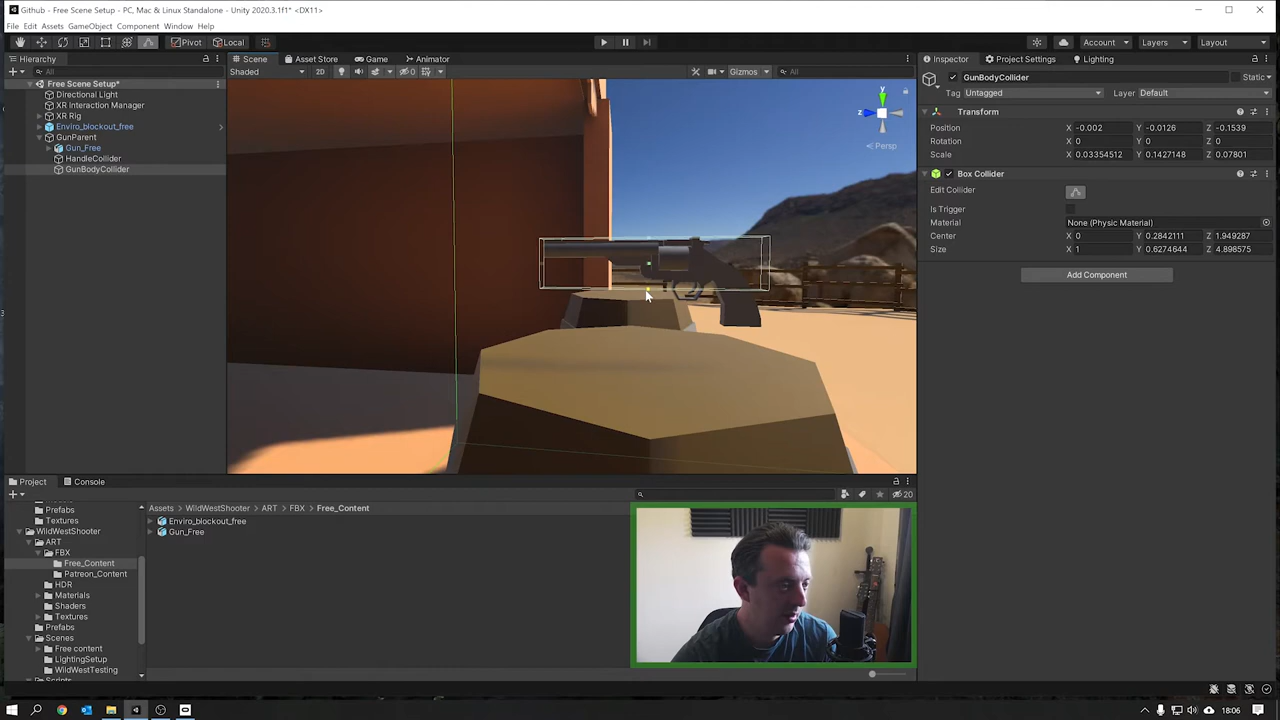 Github - Free Scene Setup* - PC, Mac & Linux Standalone - Unity 2020.3.1f1* <DX11>
File Edit Assets GameObject Component Window Help
Pivot Local Account Layers Layout
Hierarchy
All
Free Scene Setup*
Directional Light
XR Interaction Manager
XR Rig
Enviro_blockout_free
GunParent
Gun_Free
HandleCollider
GunBodyCollider
Scene Asset Store Game Animator
Shaded 2D 0 Gizmos All
y
z
Persp
Inspector Project Settings Lighting
GunBodyCollider Static
Tag Untagged Layer Default
Transform
Position X -0.002 Y -0.0126 Z -0.1539
Rotation X 0 Y 0 Z 0
Scale X 0.03354512 Y 0.1427148 Z 0.07801
Box Collider
Edit Collider
Is Trigger
Material None (Physic Material)
Center X 0 Y 0.2842111 Z 1.949287
Size X 1 Y 0.6274644 Z 4.898575
Add Component
Project Console
20
Prefabs
Textures
WildWestShooter
ART
FBX
Free_Content
Patreon_Content
HDR
Materials
Shaders
Textures
Prefabs
Scenes
Free content
LightingSetup
WildWestTesting
Assets > WildWestShooter > ART > FBX > Free_Content
Enviro_blockout_free
Gun_Free
18:06